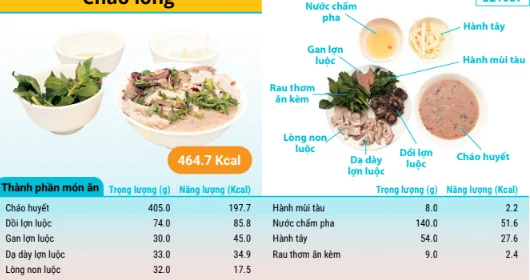 Cháo lòng
Nước chấm
pha
Hành tây
Gan lợn
luộc
Hành mùi tàu
Rau thơm
ăn kèm
Lòng non
luộc
Dạ dày
lợn luộc
Dồi lợn
luộc
Cháo huyết
464.7 Kcal
Thành phần món ăn Trọng lượng (g) Năng lượng (Kcal)
Cháo huyết 405.0 197.7
Dồi lợn luộc 74.0 85.8
Gan lợn luộc 30.0 45.0
Dạ dày lợn luộc 33.0 34.9
Lòng non luộc 32.0 17.5
Trọng lượng (g) Năng lượng (Kcal)
Hành mùi tàu 8.0 2.2
Nước chấm pha 140.0 51.6
Hành tây 54.0 27.6
Rau thơm ăn kèm 9.0 2.4